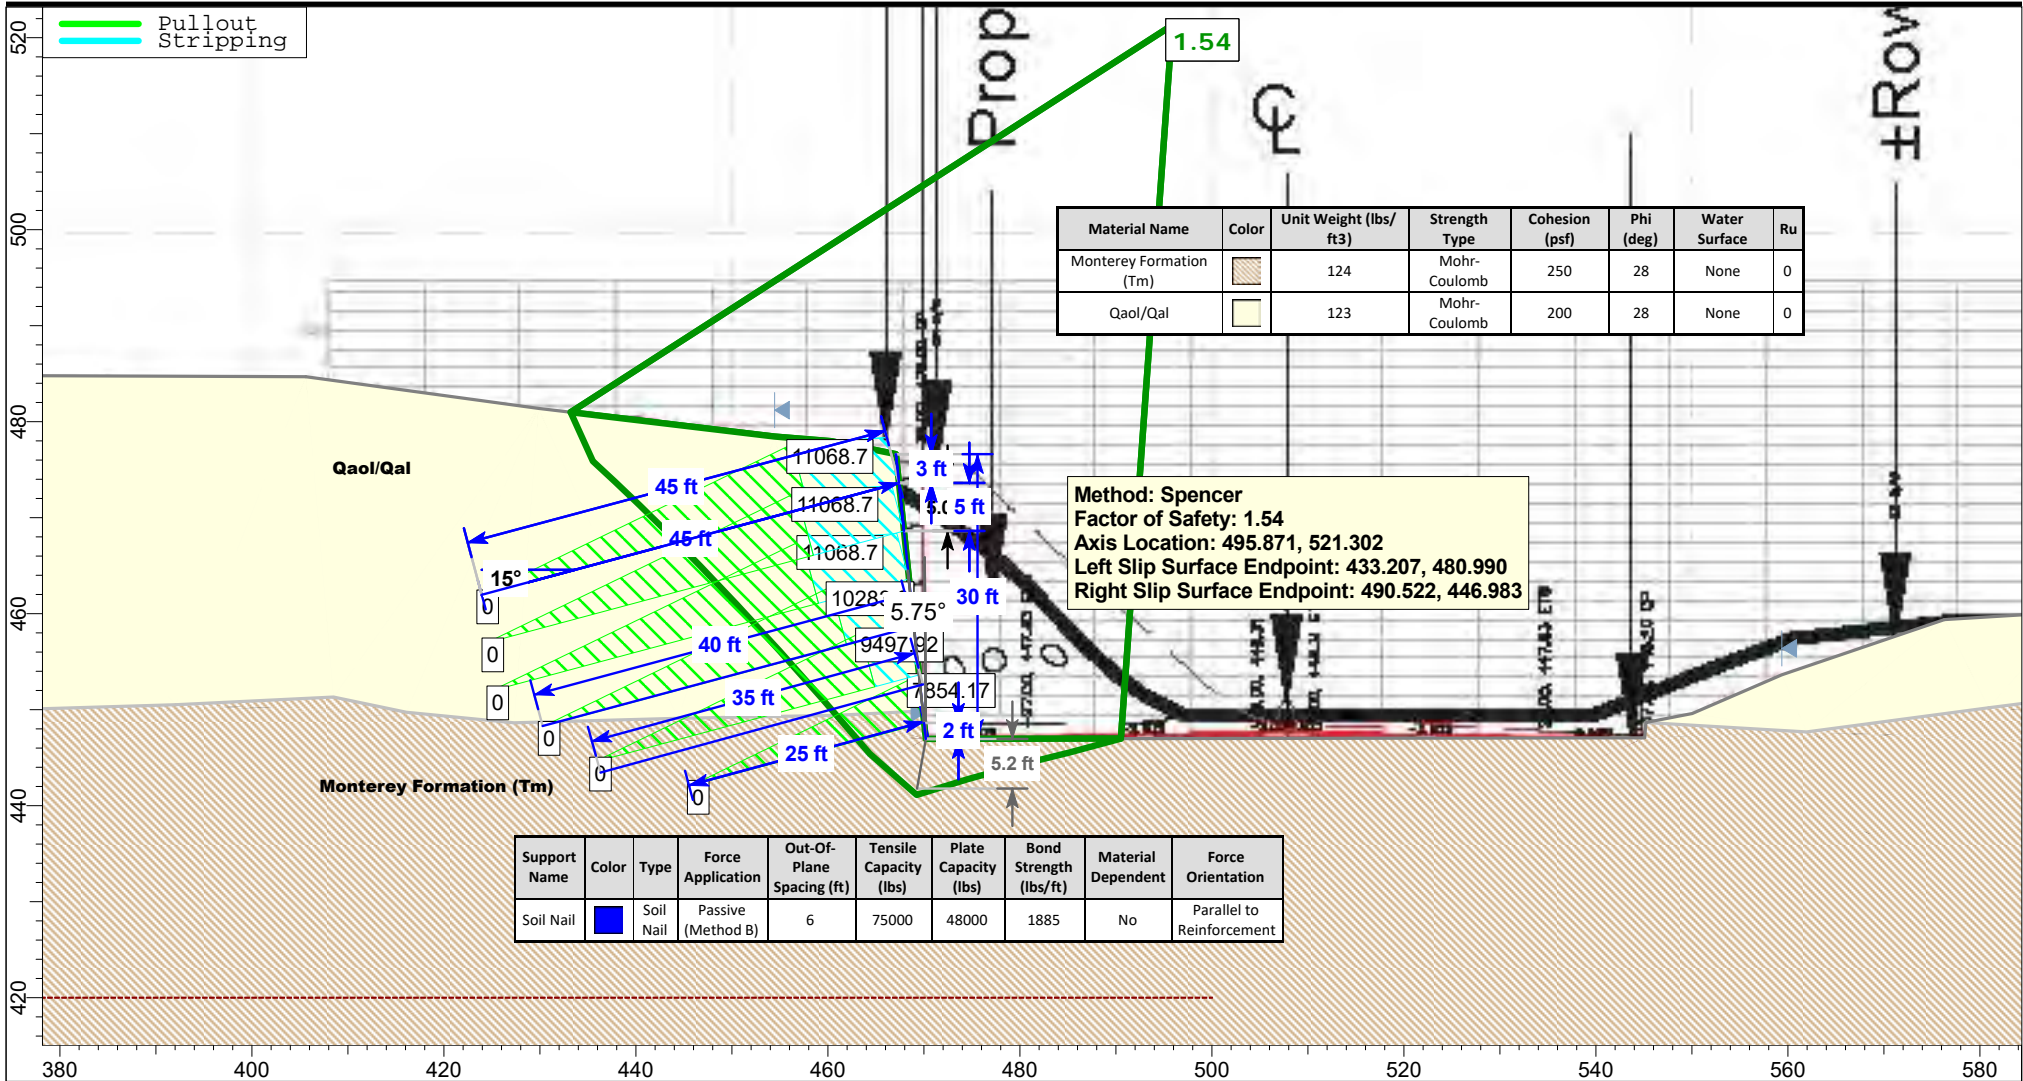 Pullout
Stripping
1.54
Prop
℄
±Row
Material Name Color Unit Weight (lbs/ft3) Strength Type Cohesion (psf) Phi (deg) Water Surface Ru
Monterey Formation (Tm) 124 Mohr-Coulomb 250 28 None 0
Qaol/Qal 123 Mohr-Coulomb 200 28 None 0
Method: Spencer
Factor of Safety: 1.54
Axis Location: 495.871, 521.302
Left Slip Surface Endpoint: 433.207, 480.990
Right Slip Surface Endpoint: 490.522, 446.983
Qaol/Qal
Monterey Formation (Tm)
11068.7
11068.7
11068.7
9497.92
7854.17
45 ft
45 ft
40 ft
35 ft
25 ft
3 ft
5 ft
30 ft
2 ft
5.2 ft
15°
5.75°
0
0
0
0
0
0
Support Name Color Type Force Application Out-Of-Plane Spacing (ft) Tensile Capacity (lbs) Plate Capacity (lbs) Bond Strength (lbs/ft) Material Dependent Force Orientation
Soil Nail Soil Nail Passive (Method B) 6 75000 48000 1885 No Parallel to Reinforcement
520
500
480
460
440
420
380 400 420 440 460 480 500 520 540 560 580